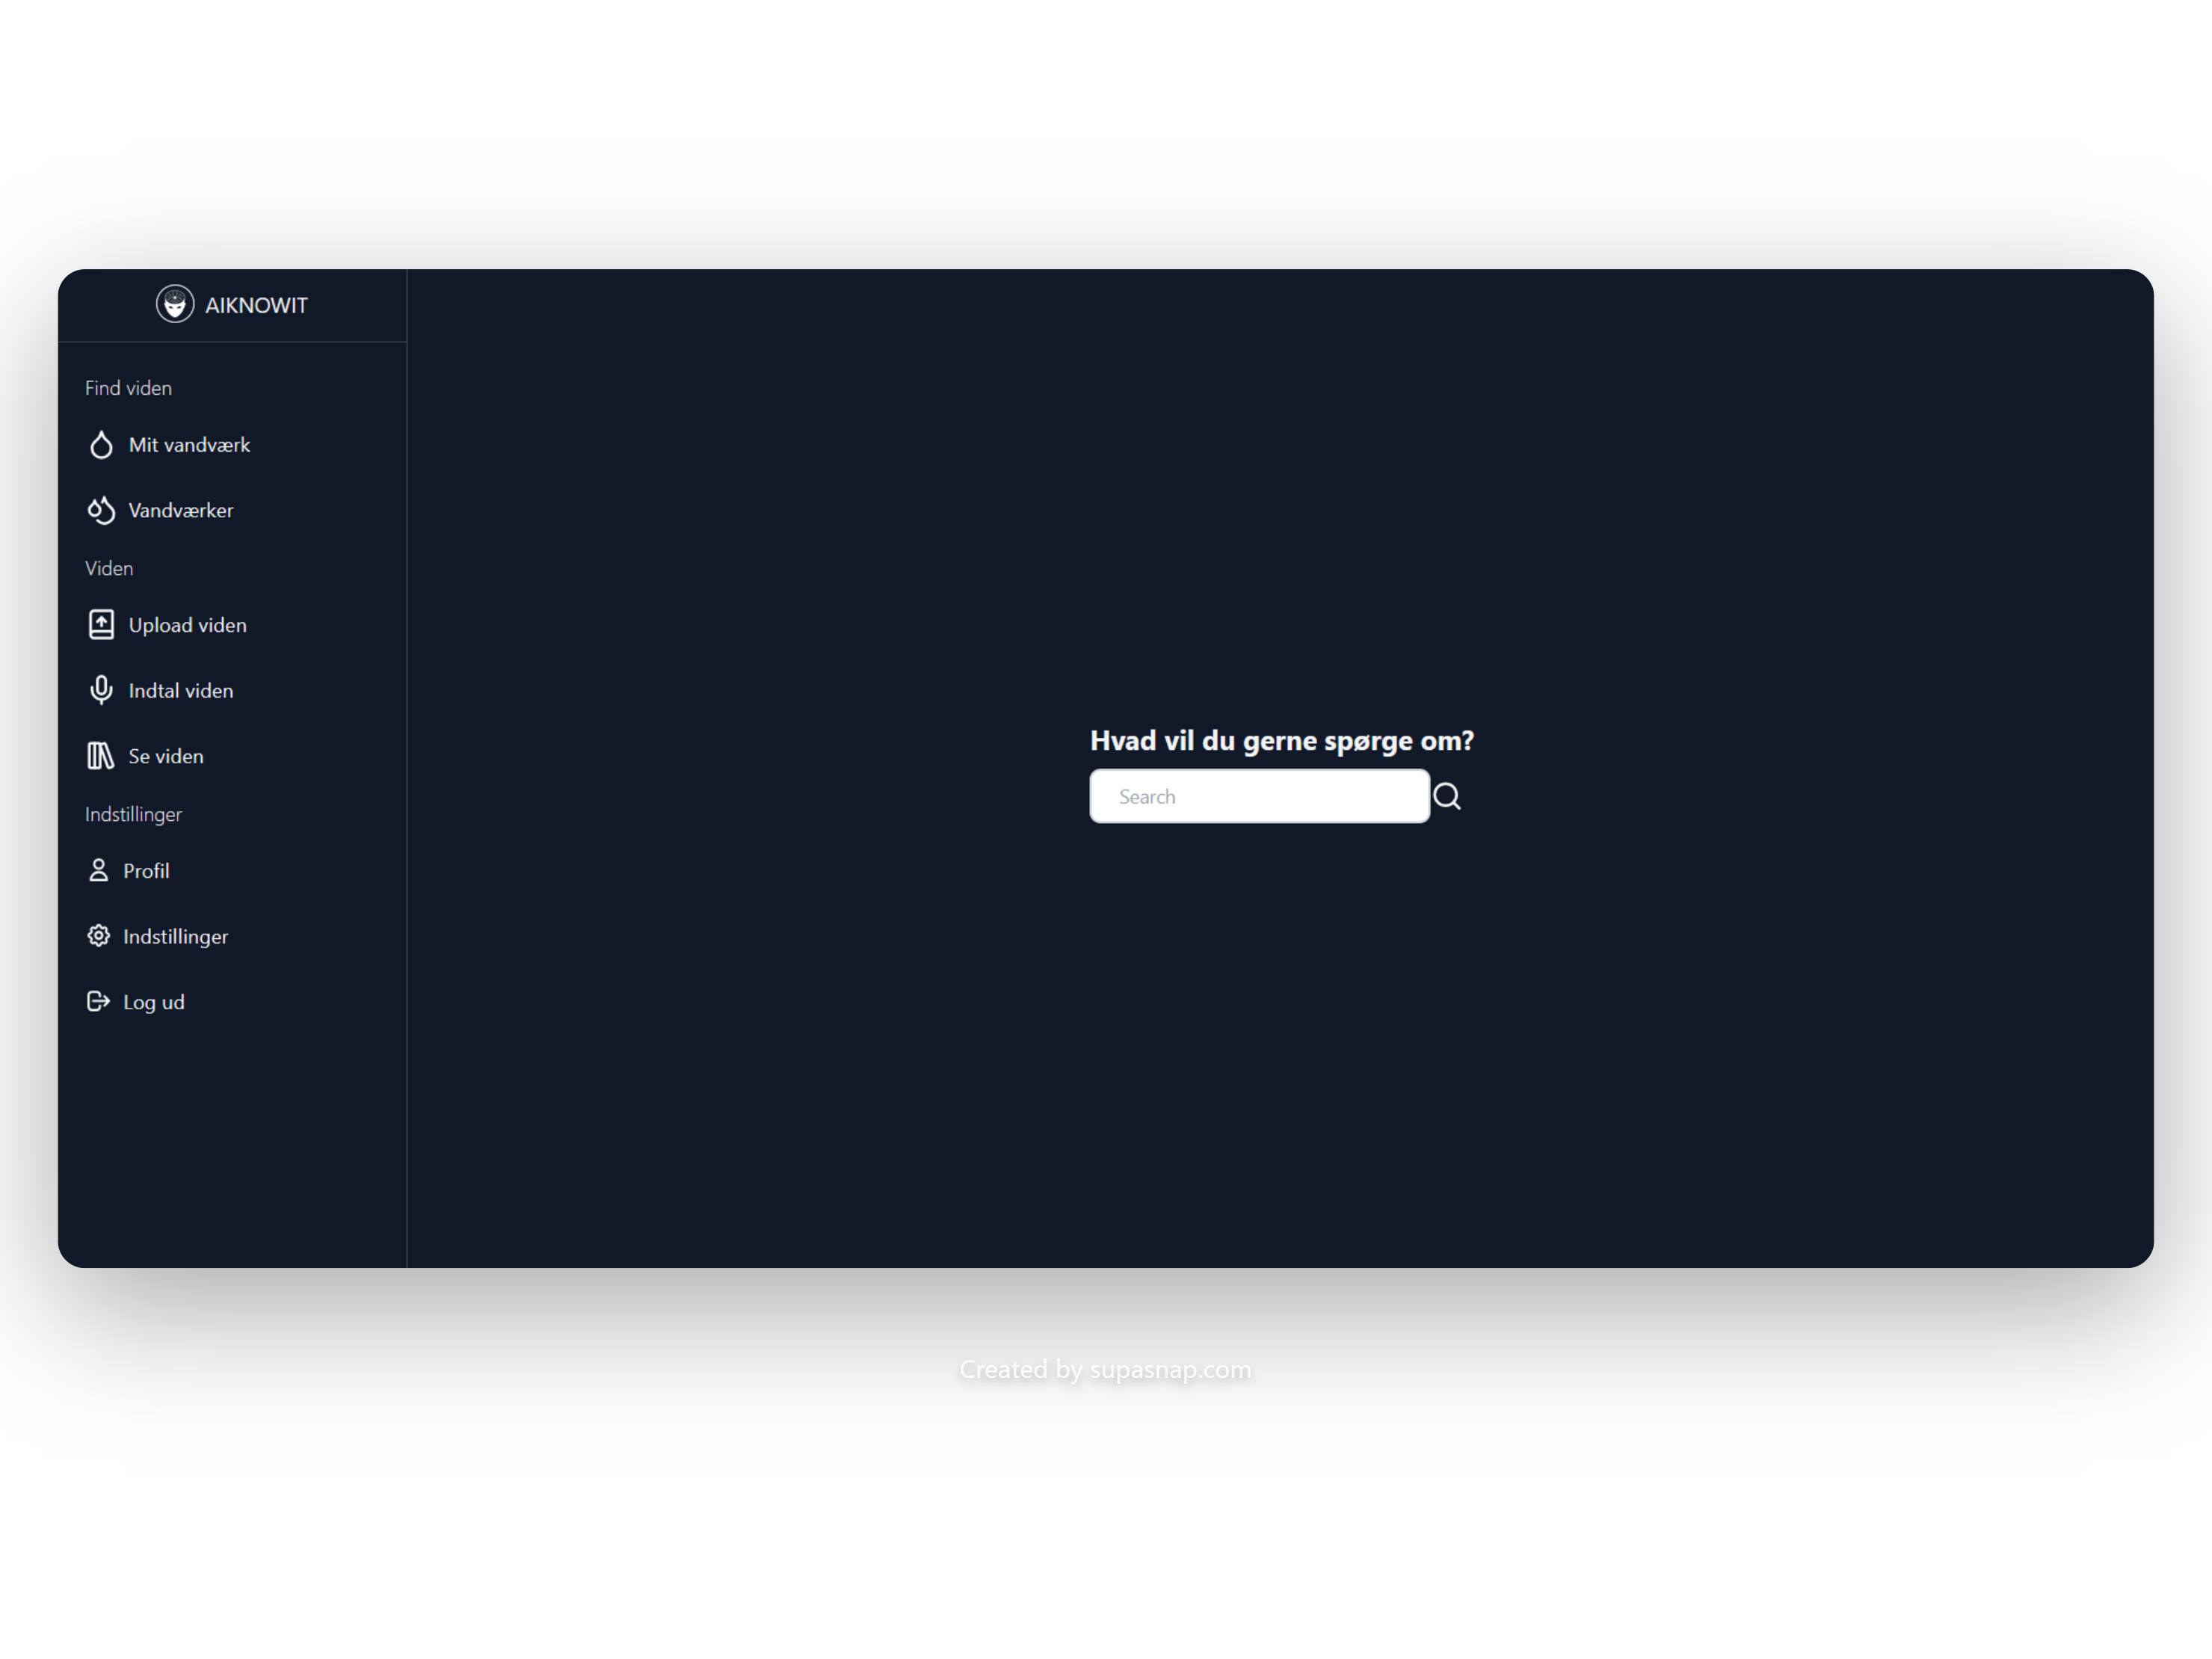 AIKNOWIT
Find viden
Mit vandværk
Vandværker
Viden
Upload viden
Indtal viden
Se viden
Indstillinger
Profil
Indstillinger
Log ud
Hvad vil du gerne spørge om?
Search
Created by supasnap.com